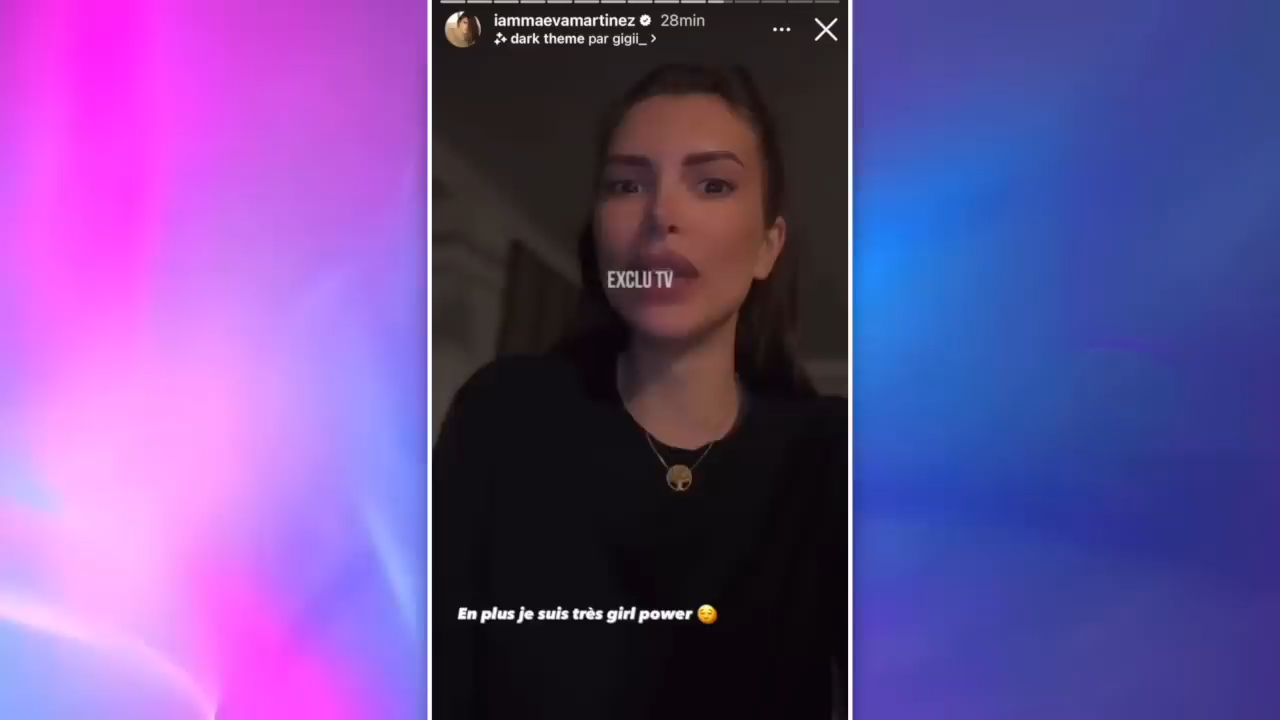 iammaevamartinez 28min
dark theme par gigii_ >
EXCLU TV
En plus je suis très girl power 😌